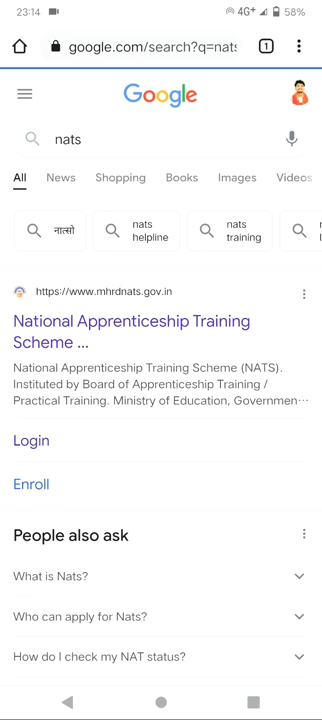 23:14
4G+
58%
google.com/search?q=nats
1
Google
nats
All News Shopping Books Images Videos
नात्सो
nats
helpline
nats
training
https://www.mhrdnats.gov.in
National Apprenticeship Training
Scheme ...
National Apprenticeship Training Scheme (NATS).
Instituted by Board of Apprenticeship Training /
Practical Training. Ministry of Education, Governmen...
Login
Enroll
People also ask
What is Nats?
Who can apply for Nats?
How do I check my NAT status?